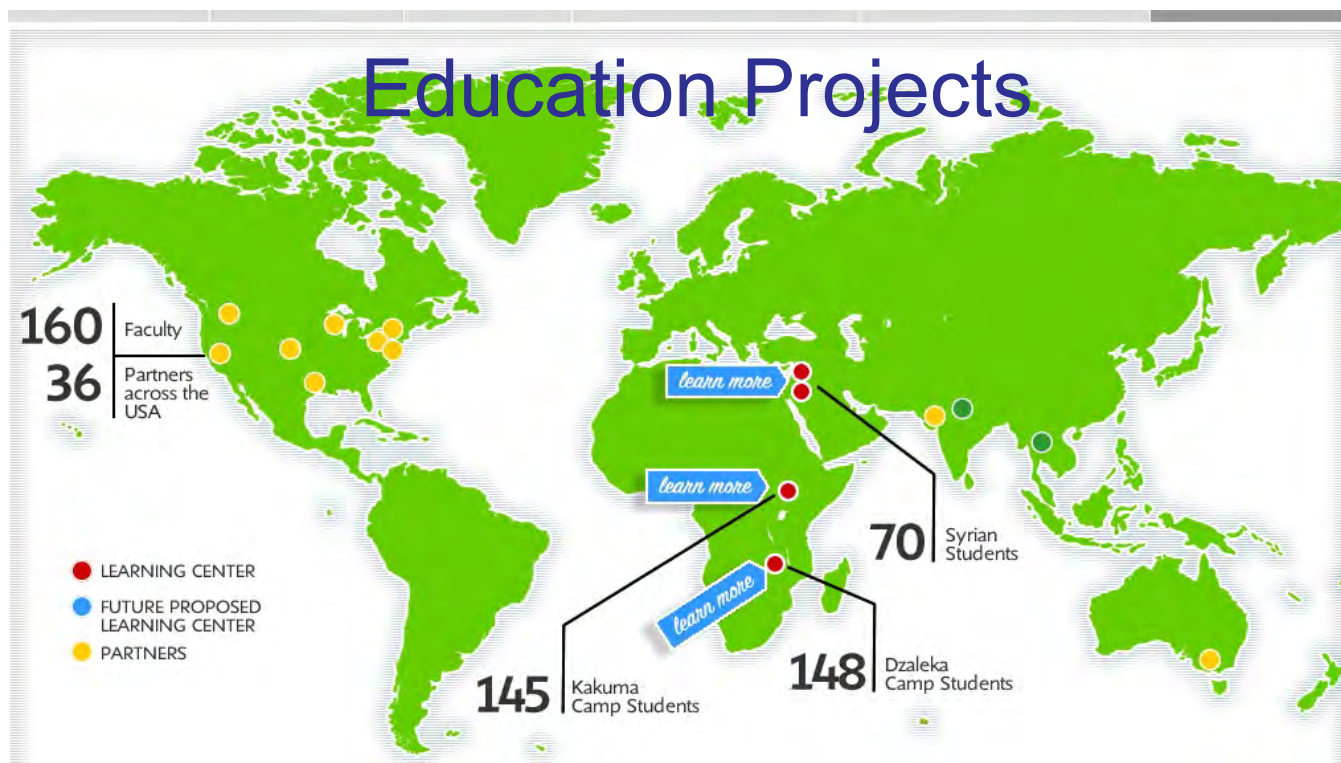 Education Projects
160
Faculty
36
Partners
across the
USA
learn more
learn more
learn more
70
Syrian
Students
145
Kakuma
Camp Students
148
Dzaleka
Camp Students
LEARNING CENTER
FUTURE PROPOSED
LEARNING CENTER
PARTNERS